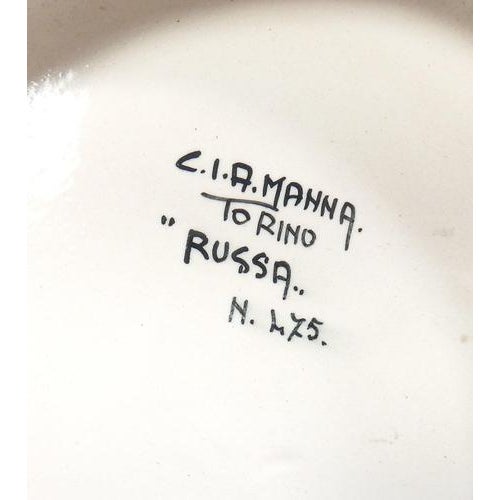 C.I.A. MANNA.
TORINO
"RUSSA"
N. 475.